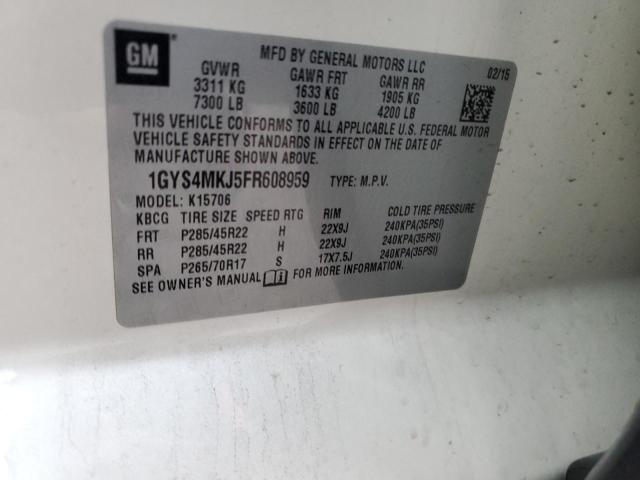 GM
MFD BY GENERAL MOTORS LLC 02/15
GVWR GAWR FRT GAWR RR
3311 KG 1633 KG 1905 KG
7300 LB 3600 LB 4200 LB
THIS VEHICLE CONFORMS TO ALL APPLICABLE U.S. FEDERAL MOTOR
VEHICLE SAFETY STANDARDS IN EFFECT ON THE DATE OF
MANUFACTURE SHOWN ABOVE.
1GYS4MKJ5FR608959 TYPE: M.P.V.
MODEL: K15706
KBCG TIRE SIZE SPEED RTG RIM COLD TIRE PRESSURE
FRT P285/45R22 H 22X9J 240KPA(35PSI)
RR P285/45R22 H 22X9J 240KPA(35PSI)
SPA P265/70R17 S 17X7.5J 240KPA(35PSI)
SEE OWNER'S MANUAL FOR MORE INFORMATION.